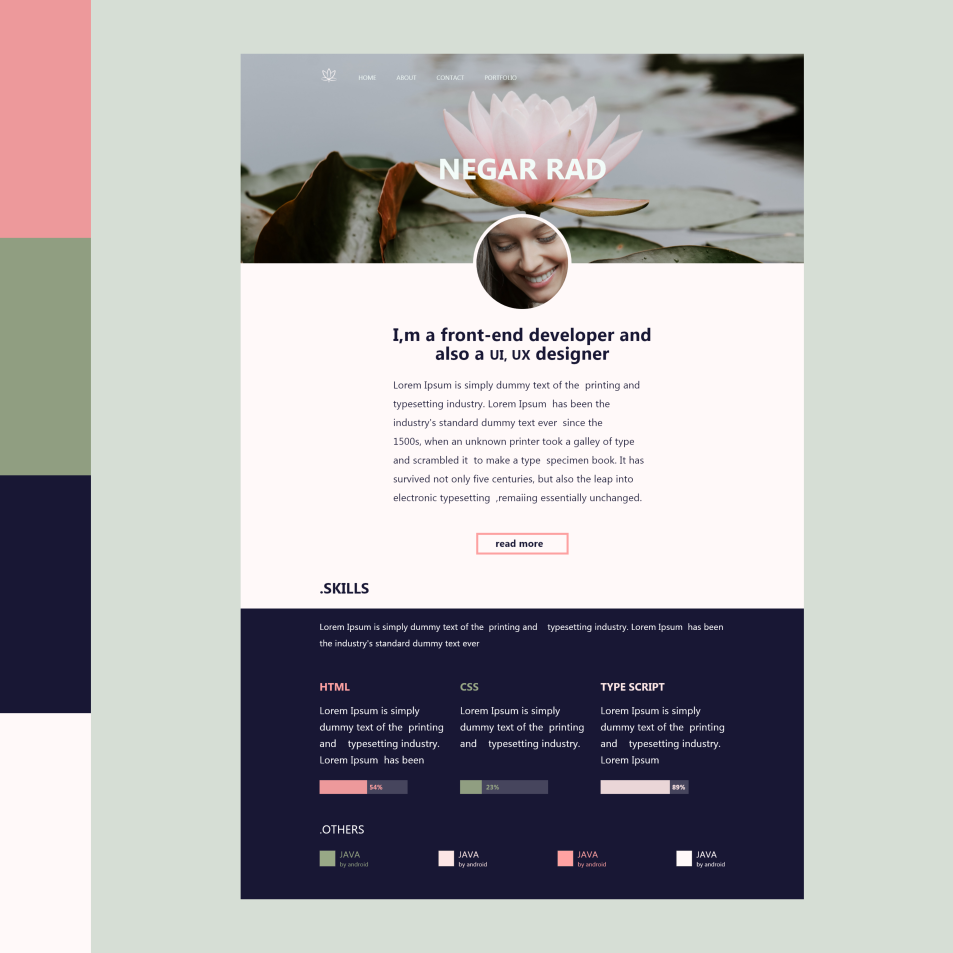 HOME ABOUT CONTACT PORTFOLIO
NEGAR RAD
I,m a front-end developer and
also a UI, UX designer
Lorem Ipsum is simply dummy text of the printing and
typesetting industry. Lorem Ipsum has been the
industry's standard dummy text ever since the
1500s, when an unknown printer took a galley of type
and scrambled it to make a type specimen book. It has
survived not only five centuries, but also the leap into
electronic typesetting ,remaiing essentially unchanged.
read more
.SKILLS
Lorem Ipsum is simply dummy text of the printing and typesetting industry. Lorem Ipsum has been
the industry's standard dummy text ever
HTML
Lorem Ipsum is simply
dummy text of the printing
and typesetting industry.
Lorem Ipsum has been
54%
CSS
Lorem Ipsum is simply
dummy text of the printing
and typesetting industry.
23%
TYPE SCRIPT
Lorem Ipsum is simply
dummy text of the printing
and typesetting industry.
Lorem Ipsum
89%
.OTHERS
JAVA
by android
JAVA
by android
JAVA
by android
JAVA
by android